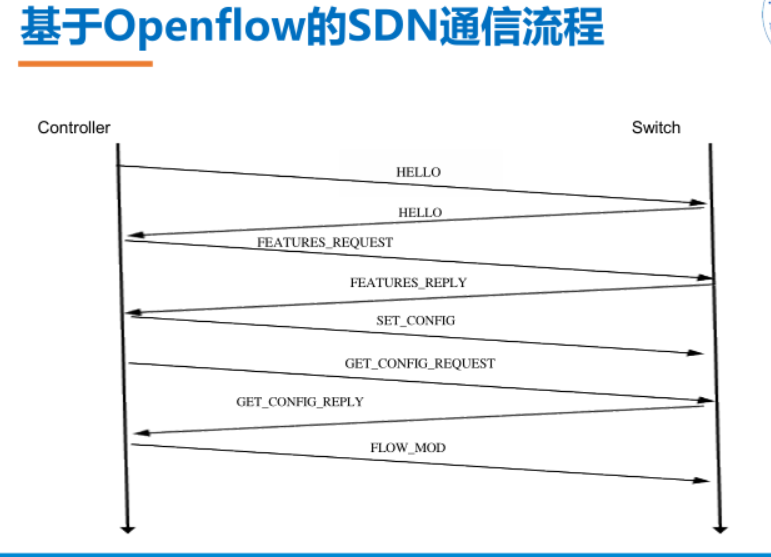 基于Openflow的SDN通信流程
Controller
Switch
HELLO
HELLO
FEATURES_REQUEST
FEATURES_REPLY
SET_CONFIG
GET_CONFIG_REQUEST
GET_CONFIG_REPLY
FLOW_MOD